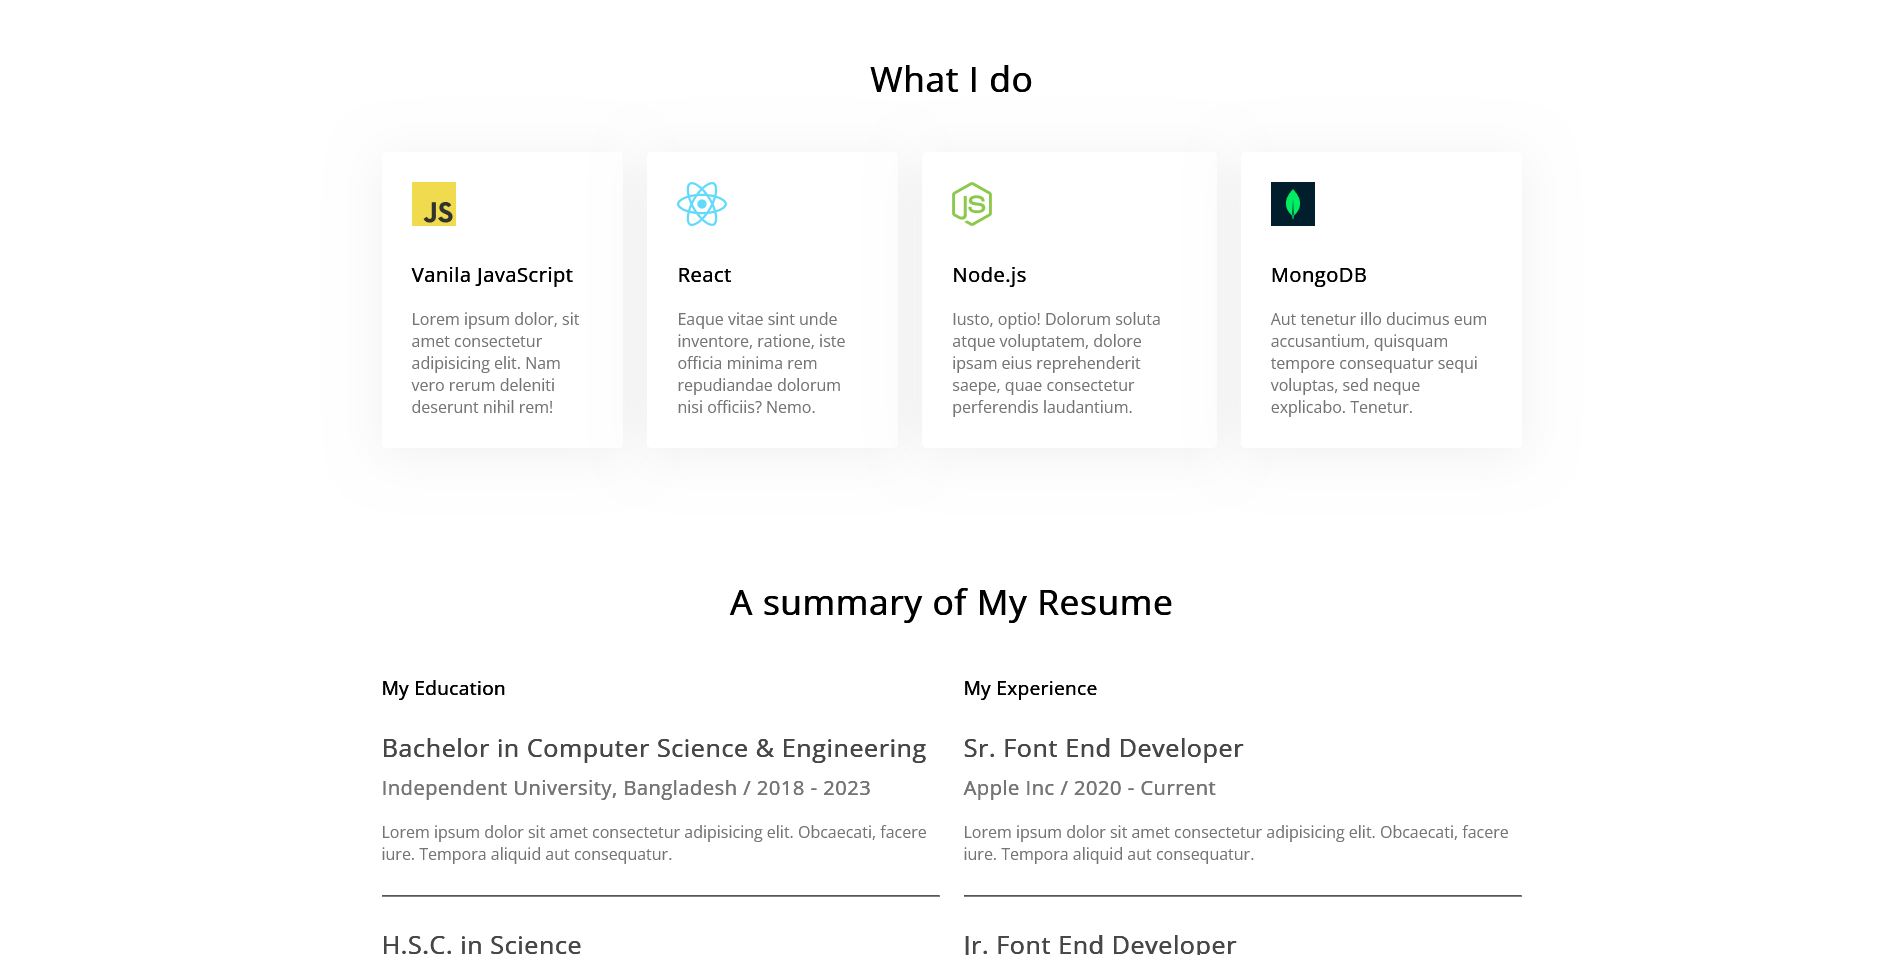 What I do
JS
Vanila JavaScript
Lorem ipsum dolor, sit
amet consectetur
adipisicing elit. Nam
vero rerum deleniti
deserunt nihil rem!
React
Eaque vitae sint unde
inventore, ratione, iste
officia minima rem
repudiandae dolorum
nisi officiis? Nemo.
JS
Node.js
Iusto, optio! Dolorum soluta
atque voluptatem, dolore
ipsam eius reprehenderit
saepe, quae consectetur
perferendis laudantium.
MongoDB
Aut tenetur illo ducimus eum
accusantium, quisquam
tempore consequatur sequi
voluptas, sed neque
explicabo. Tenetur.
A summary of My Resume
My Education
Bachelor in Computer Science & Engineering
Independent University, Bangladesh / 2018 - 2023
Lorem ipsum dolor sit amet consectetur adipisicing elit. Obcaecati, facere
iure. Tempora aliquid aut consequatur.
H.S.C. in Science
My Experience
Sr. Font End Developer
Apple Inc / 2020 - Current
Lorem ipsum dolor sit amet consectetur adipisicing elit. Obcaecati, facere
iure. Tempora aliquid aut consequatur.
Jr. Font End Developer